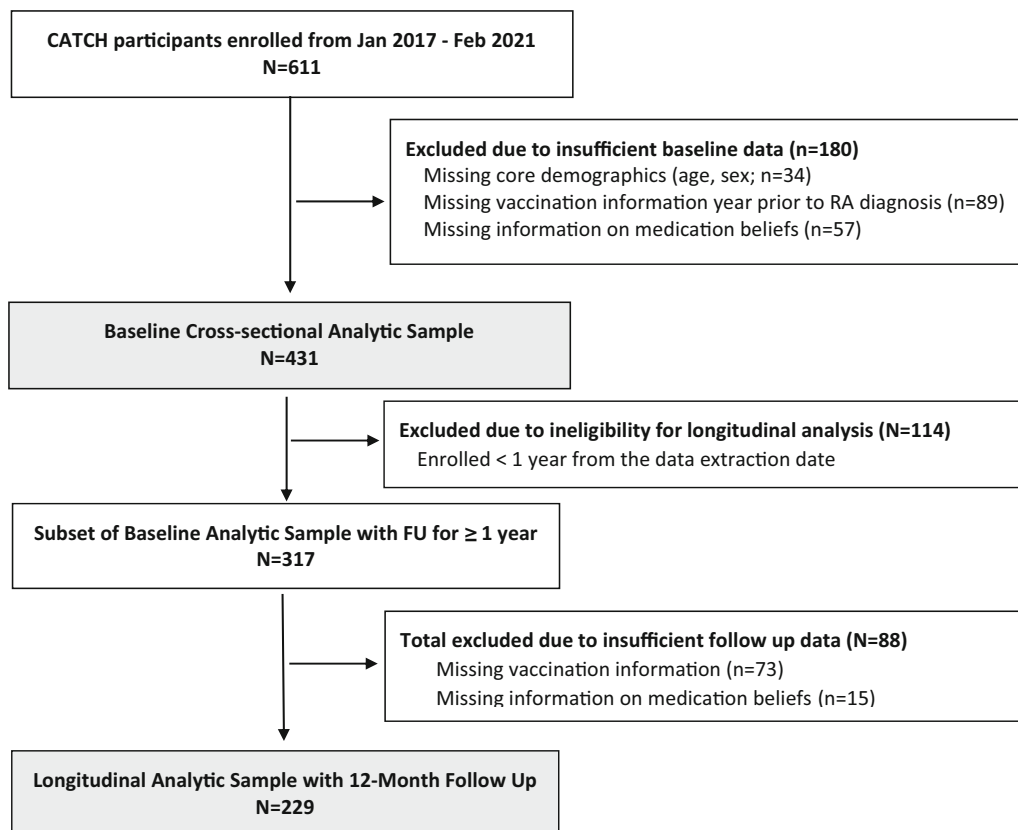 CATCH participants enrolled from Jan 2017 - Feb 2021
N=611
Excluded due to insufficient baseline data (n=180)
Missing core demographics (age, sex; n=34)
Missing vaccination information year prior to RA diagnosis (n=89)
Missing information on medication beliefs (n=57)
Baseline Cross-sectional Analytic Sample
N=431
Excluded due to ineligibility for longitudinal analysis (N=114)
Enrolled < 1 year from the data extraction date
Subset of Baseline Analytic Sample with FU for ≥ 1 year
N=317
Total excluded due to insufficient follow up data (N=88)
Missing vaccination information (n=73)
Missing information on medication beliefs (n=15)
Longitudinal Analytic Sample with 12-Month Follow Up
N=229